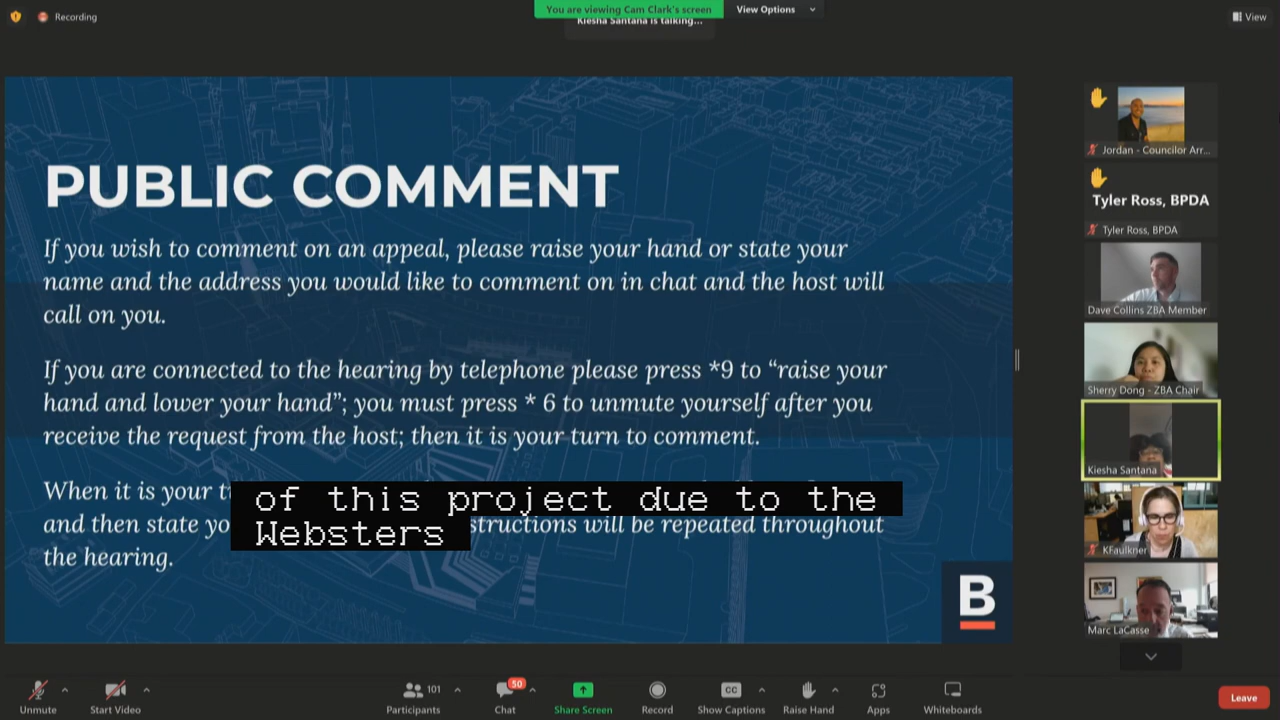 Recording
You are viewing Cam Clark's screen
View Options
Kiesha Santana is talking...
View
PUBLIC COMMENT
If you wish to comment on an appeal, please raise your hand or state your
name and the address you would like to comment on in chat and the host will
call on you.
If you are connected to the hearing by telephone please press *9 to “raise your
hand and lower your hand”; you must press * 6 to unmute yourself after you
receive the request from the host; then it is your turn to comment.
When it is your
and then state
structions will be repeated throughout
the hearing.
of this project due to the
Websters
B
Jordan - Councilor Arr...
Tyler Ross, BPDA
Tyler Ross, BPDA
Dave Collins ZBA Member
Sherry Dong - ZBA Chair
Kiesha Santana
KFaulkner
Marc LaCasse
Unmute
Start Video
101
Participants
50
Chat
Share Screen
Record
CC
Show Captions
Raise Hand
Apps
Whiteboards
Leave